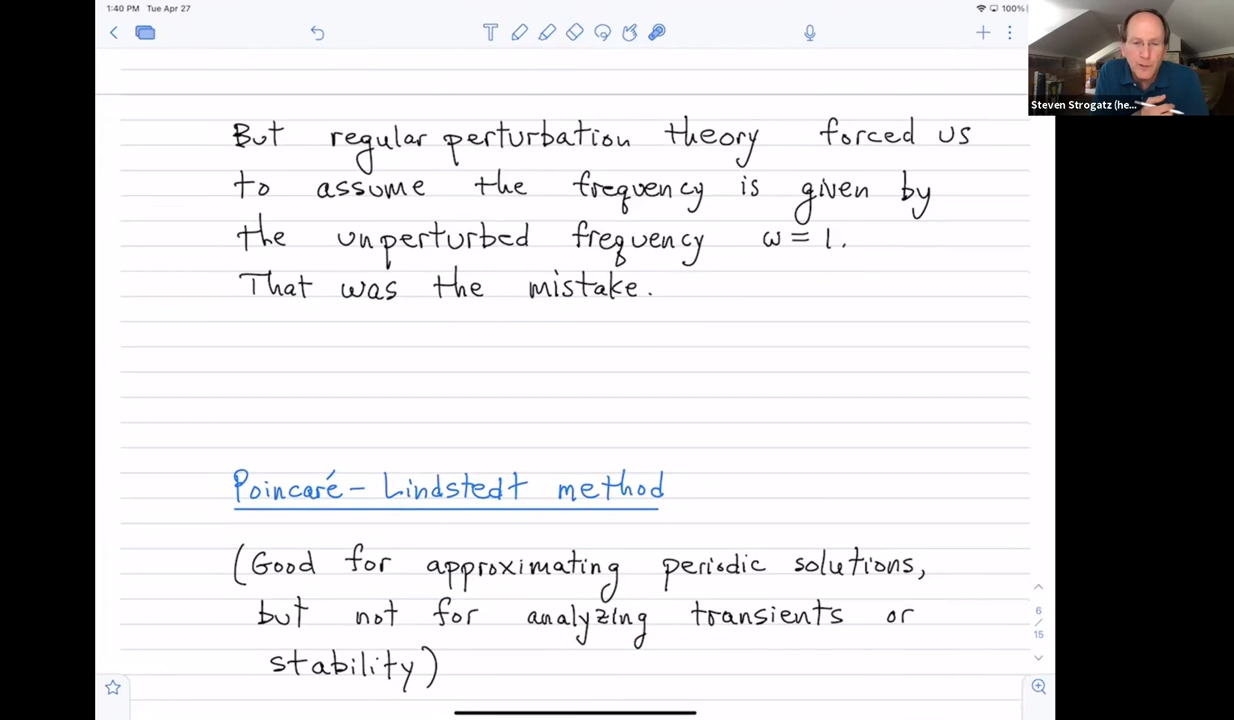 1:40 PM Tue Apr 27
100%
Steven Strogatz (he...
But regular perturbation theory forced us
to assume the frequency is given by
the unperturbed frequency ω = 1.
That was the mistake.
Poincaré - Lindstedt method
(Good for approximating periodic solutions,
but not for analyzing transients or
stability)
6
/
15